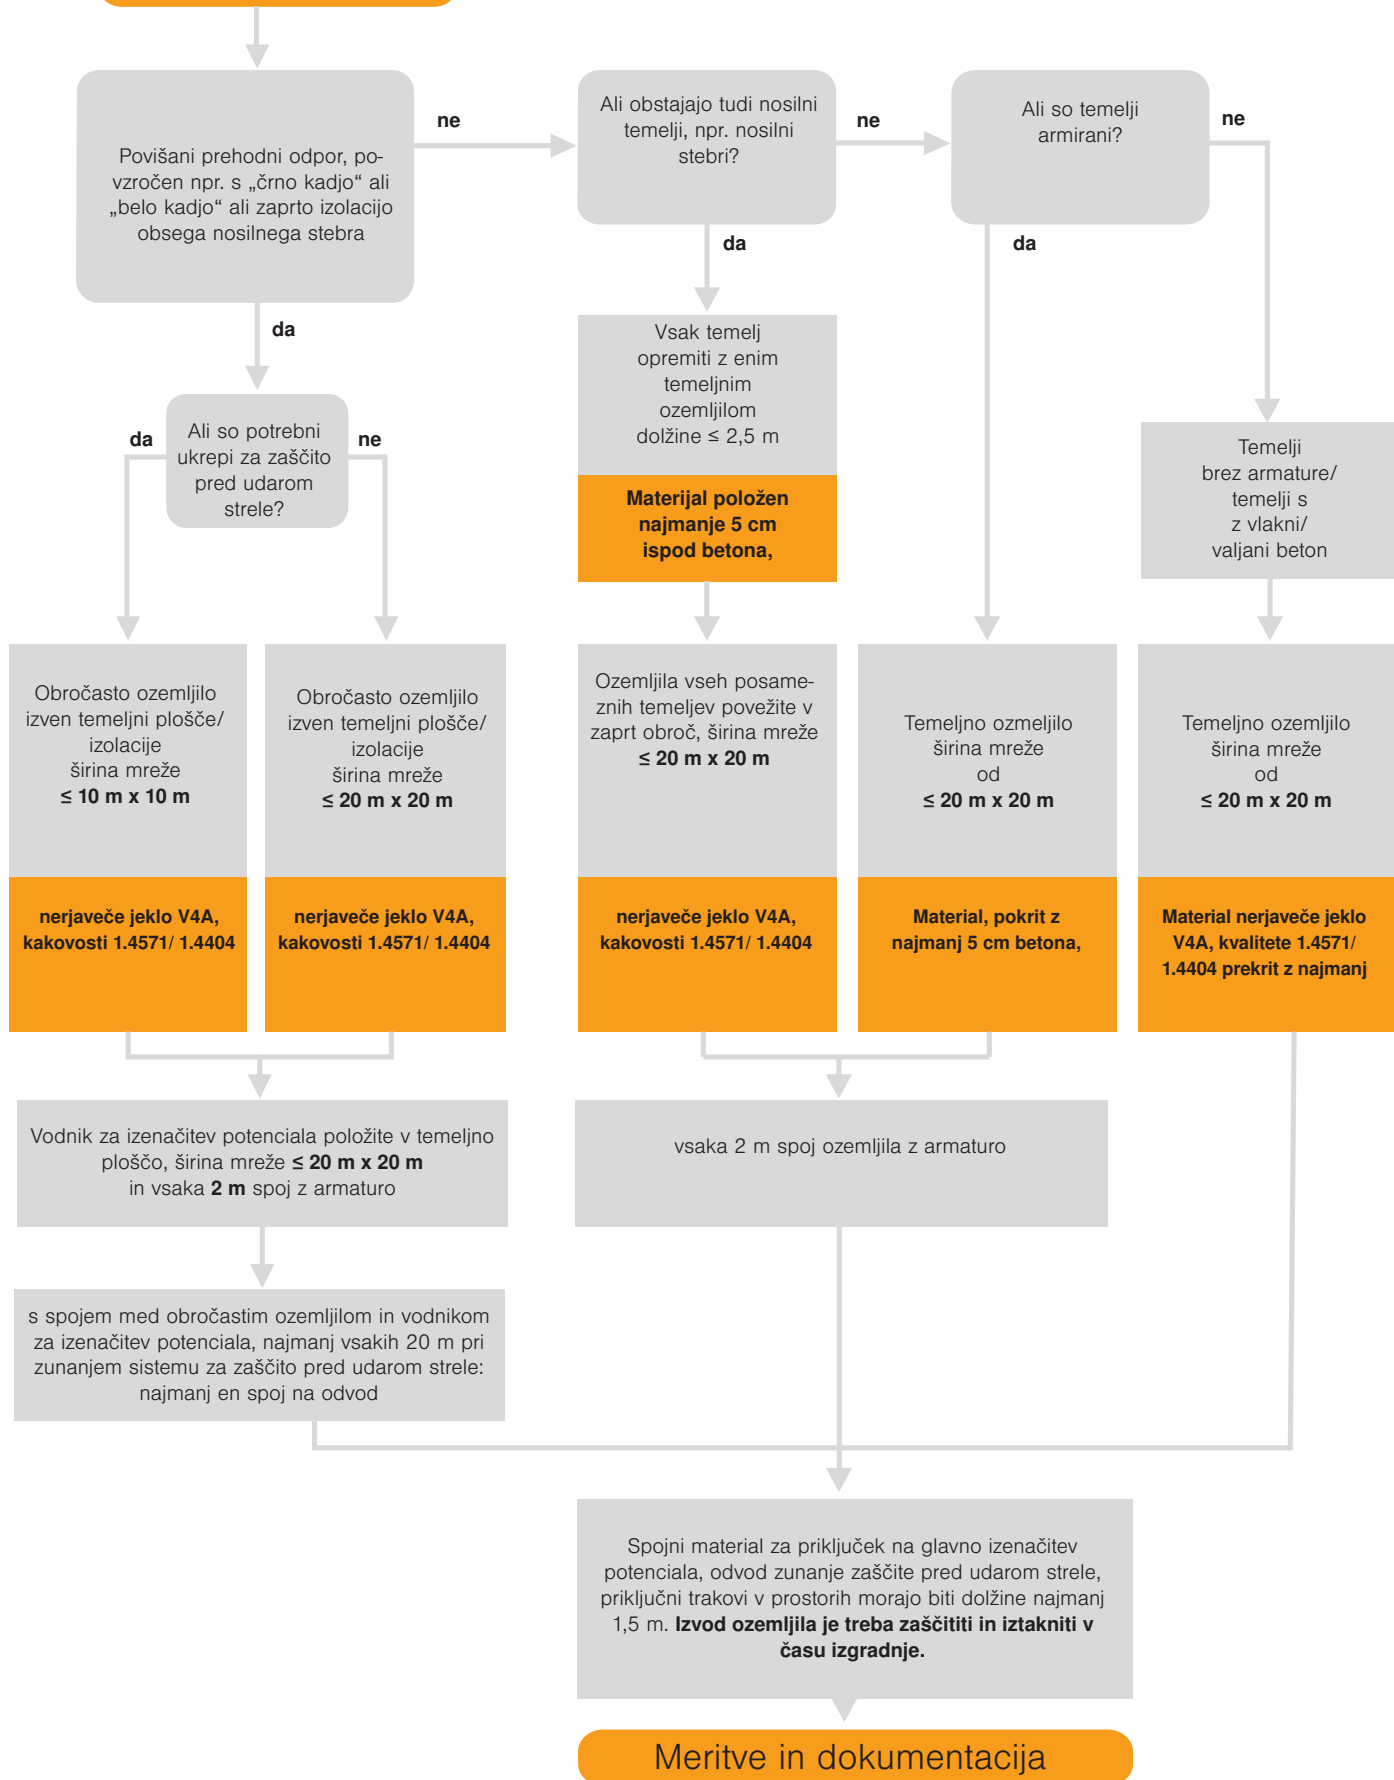 Povišani prehodni odpor, po-
vzročen npr. s „črno kadjo“ ali
„belo kadjo“ ali zaprto izolacijo
obsega nosilnega stebra
ne
Ali obstajajo tudi nosilni
temelji, npr. nosilni
stebri?
ne
Ali so temelji
armirani?
ne
da
da
da
Ali so potrebni
ukrepi za zaščito
pred udarom
strele?
da
ne
Vsak temelj
opremiti z enim
temeljnim
ozemljilom
dolžine ≤ 2,5 m
Materijal položen
najmanje 5 cm
ispod betona,
Temelji
brez armature/
temelji s
z vlakni/
valjani beton
Obročasto ozemljilo
izven temeljni plošče/
izolacije
širina mreže
≤ 10 m x 10 m
nerjaveče jeklo V4A,
kakovosti 1.4571/ 1.4404
Obročasto ozemljilo
izven temeljni plošče/
izolacije
širina mreže
≤ 20 m x 20 m
nerjaveče jeklo V4A,
kakovosti 1.4571/ 1.4404
Ozemljila vseh posame-
znih temeljev povežite v
zaprt obroč, širina mreže
≤ 20 m x 20 m
nerjaveče jeklo V4A,
kakovosti 1.4571/ 1.4404
Temeljno ozmeljilo
širina mreže
od
≤ 20 m x 20 m
Material, pokrit z
najmanj 5 cm betona,
Temeljno ozemljilo
širina mreže
od
≤ 20 m x 20 m
Material nerjaveče jeklo
V4A, kvalitete 1.4571/
1.4404 prekrit z najmanj
Vodnik za izenačitev potenciala položite v temeljno
ploščo, širina mreže ≤ 20 m x 20 m
in vsaka 2 m spoj z armaturo
vsaka 2 m spoj ozemljila z armaturo
s spojem med obročastim ozemljilom in vodnikom
za izenačitev potenciala, najmanj vsakih 20 m pri
zunanjem sistemu za zaščito pred udarom strele:
najmanj en spoj na odvod
Spojni material za priključek na glavno izenačitev
potenciala, odvod zunanje zaščite pred udarom strele,
priključni trakovi v prostorih morajo biti dolžine najmanj
1,5 m. Izvod ozemljila je treba zaščititi in iztakniti v
času izgradnje.
Meritve in dokumentacija